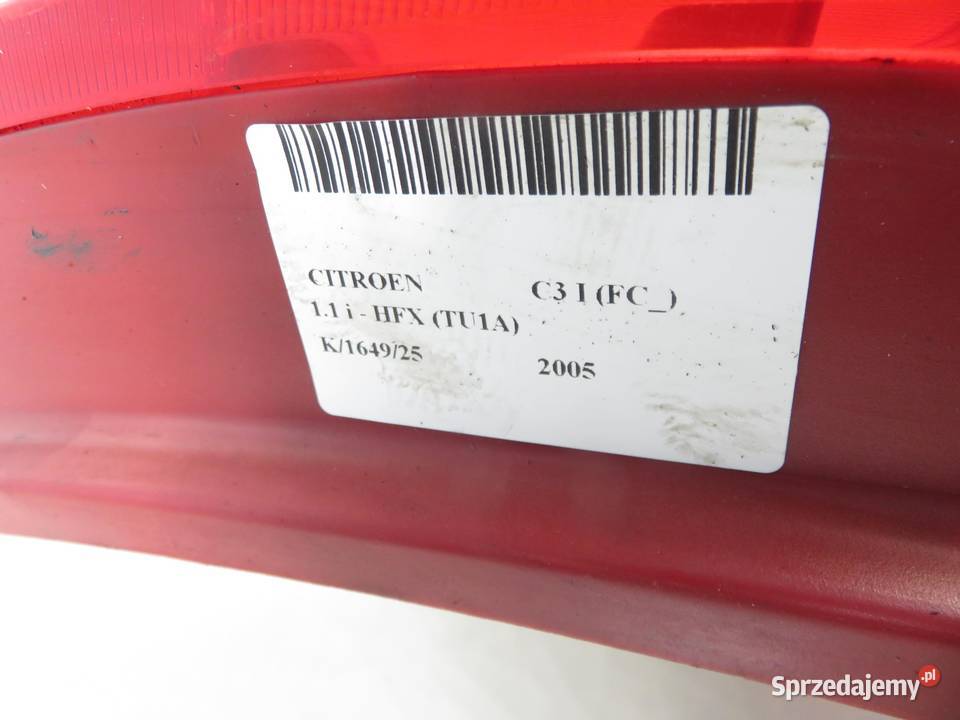 CITROEN C3 I (FC_)
1.1 i - HFX (TU1A)
K/1649/25 2005
Sprzedajemy.pl